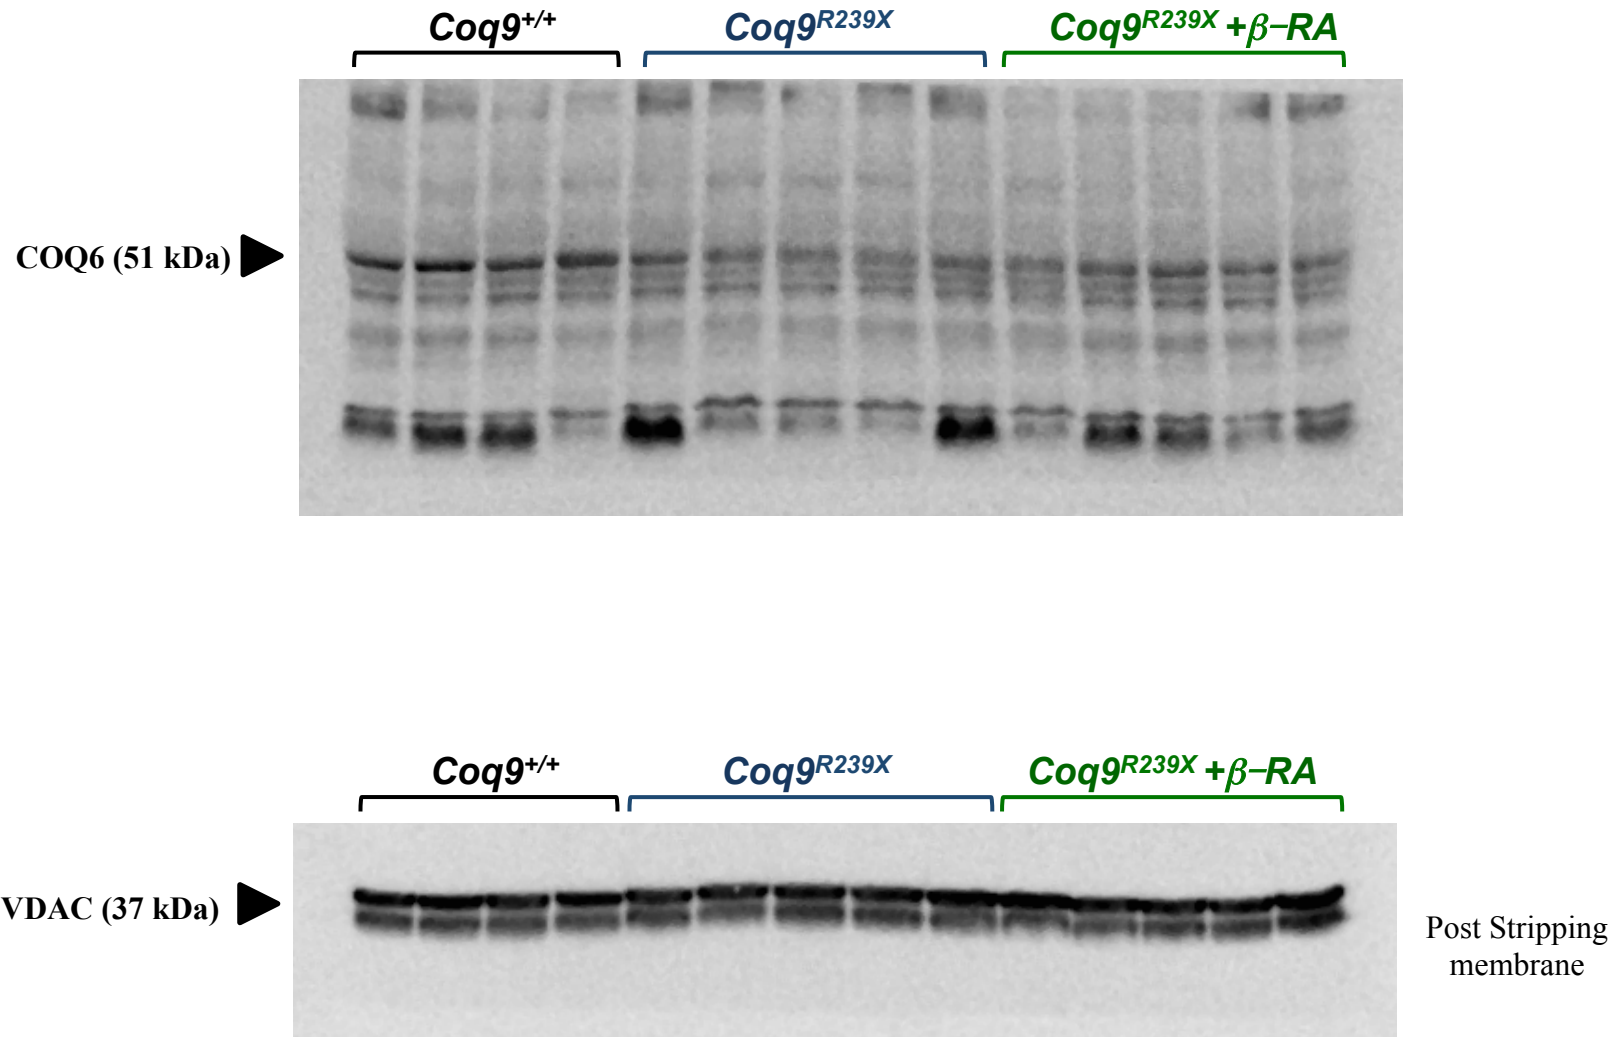 Coq9+/+ Coq9R239X Coq9R239X +β–RA
COQ6 (51 kDa)
Coq9+/+ Coq9R239X Coq9R239X +β–RA
VDAC (37 kDa)
Post Stripping
membrane